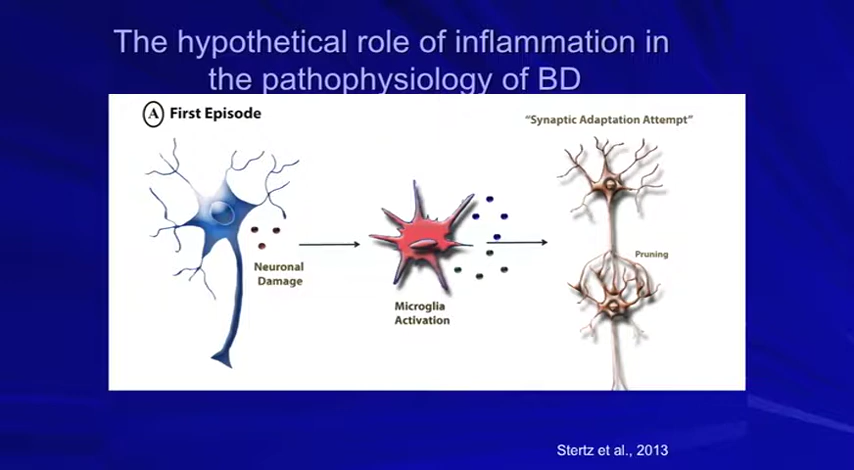 The hypothetical role of inflammation in
the pathophysiology of BD
A First Episode
"Synaptic Adaptation Attempt"
Neuronal
Damage
Microglia
Activation
Pruning
Stertz et al., 2013